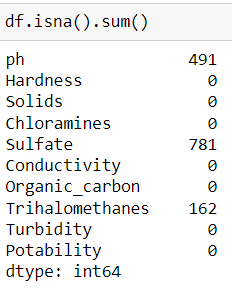 df.isna().sum()
ph 491
Hardness 0
Solids 0
Chloramines 0
Sulfate 781
Conductivity 0
Organic_carbon 0
Trihalomethanes 162
Turbidity 0
Potability 0
dtype: int64